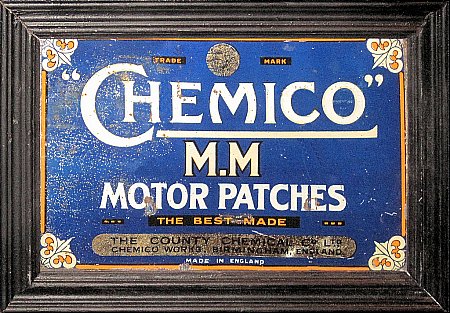 TRADE MARK
"CHEMICO"
M.M
MOTOR PATCHES
THE BEST MADE
THE COUNTY CHEMICAL CO LTD
CHEMICO WORKS, BIRMINGHAM, ENGLAND
MADE IN ENGLAND